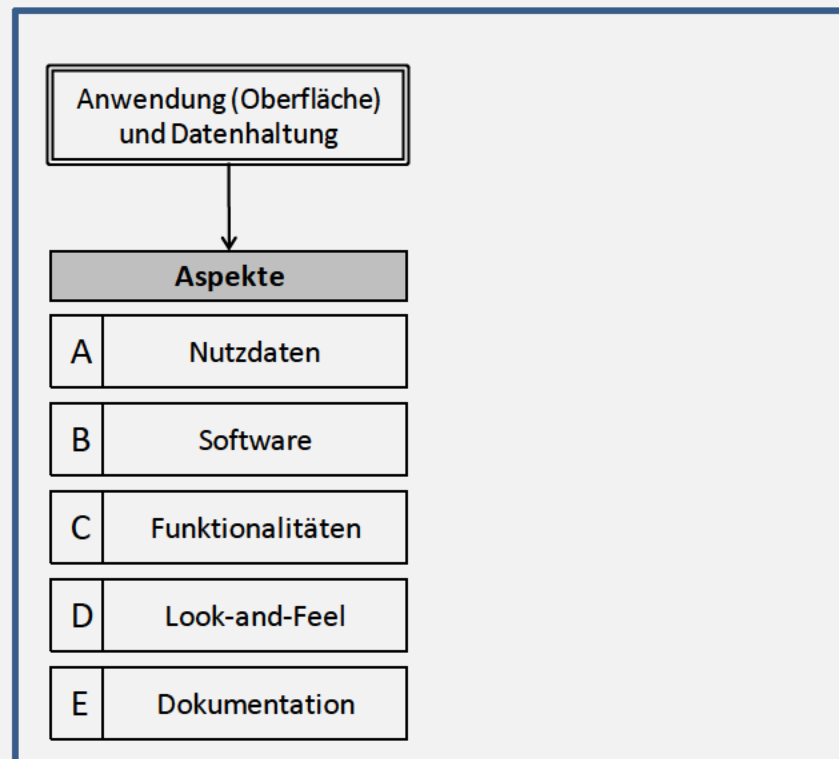 Anwendung (Oberfläche)
und Datenhaltung
Aspekte
A Nutzdaten
B Software
C Funktionalitäten
D Look-and-Feel
E Dokumentation